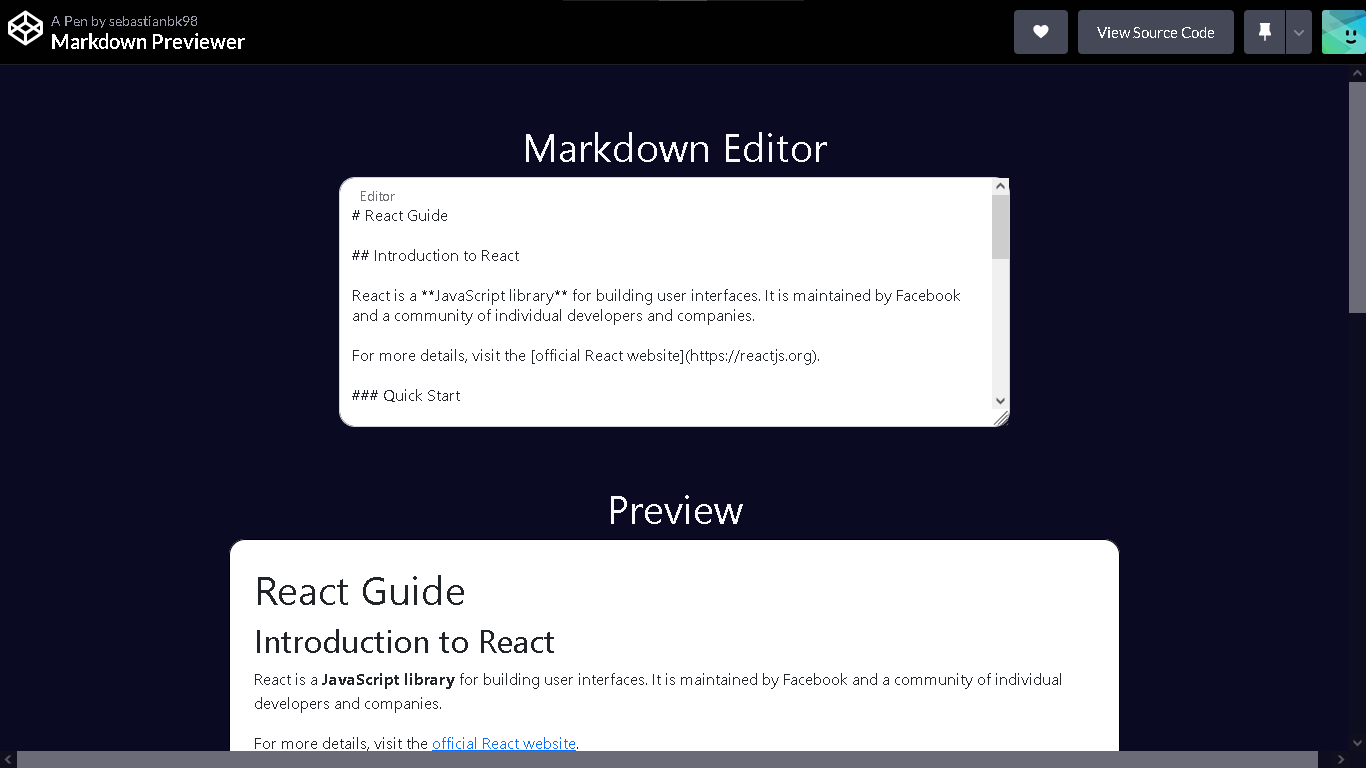 A Pen by sebastianbk98
Markdown Previewer
View Source Code
Markdown Editor
Editor
# React Guide
## Introduction to React
React is a **JavaScript library** for building user interfaces. It is maintained by Facebook
and a community of individual developers and companies.
For more details, visit the [official React website](https://reactjs.org).
### Quick Start
Preview
React Guide
Introduction to React
React is a JavaScript library for building user interfaces. It is maintained by Facebook and a community of individual
developers and companies.
For more details, visit the official React website.